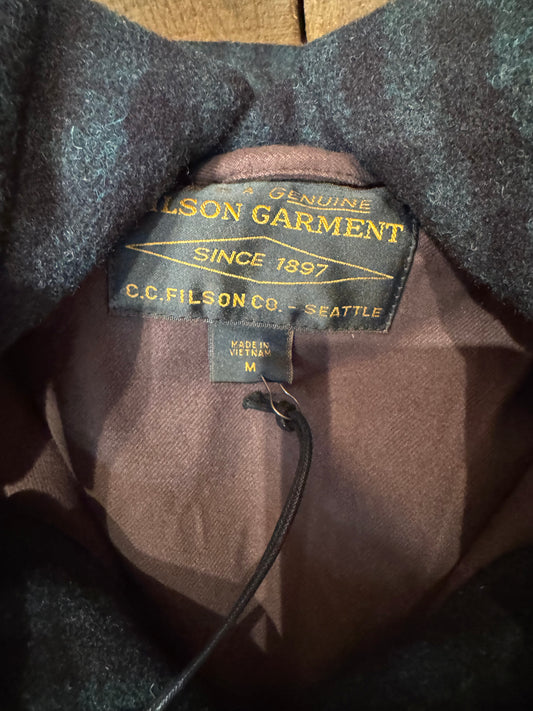 A GENUINE
ILSON GARMENT
SINCE 1897
C.C.FILSON CO. - SEATTLE
MADE IN
VIETNAM
M